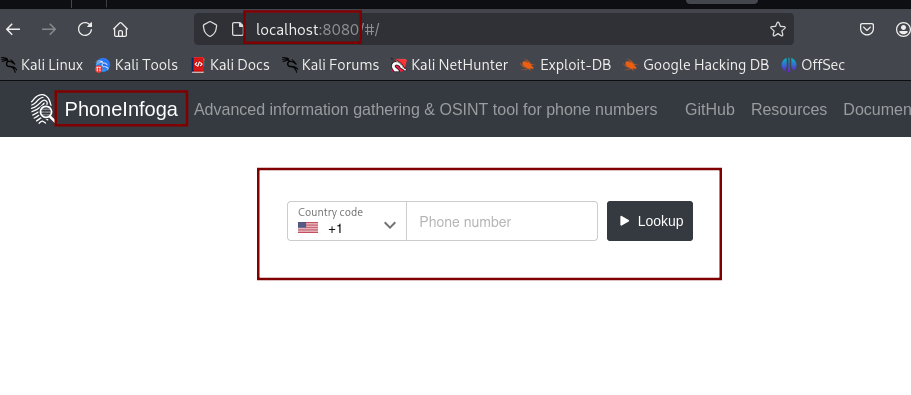 localhost:8080/#/
Kali Linux Kali Tools Kali Docs Kali Forums Kali NetHunter Exploit-DB Google Hacking DB OffSec
PhoneInfoga Advanced information gathering & OSINT tool for phone numbers GitHub Resources Documen
Country code
+1 Phone number Lookup